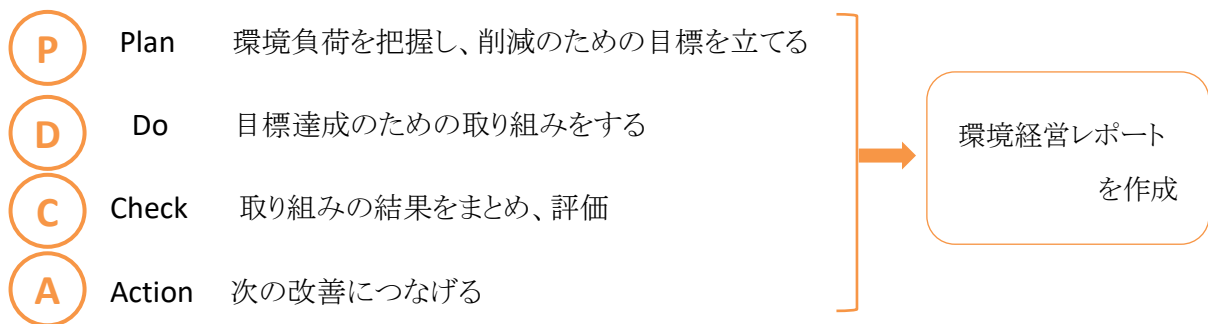 P Plan 環境負荷を把握し、削減のための目標を立てる
D Do 目標達成のための取り組みをする
C Check 取り組みの結果をまとめ、評価
A Action 次の改善につなげる
環境経営レポート
を作成